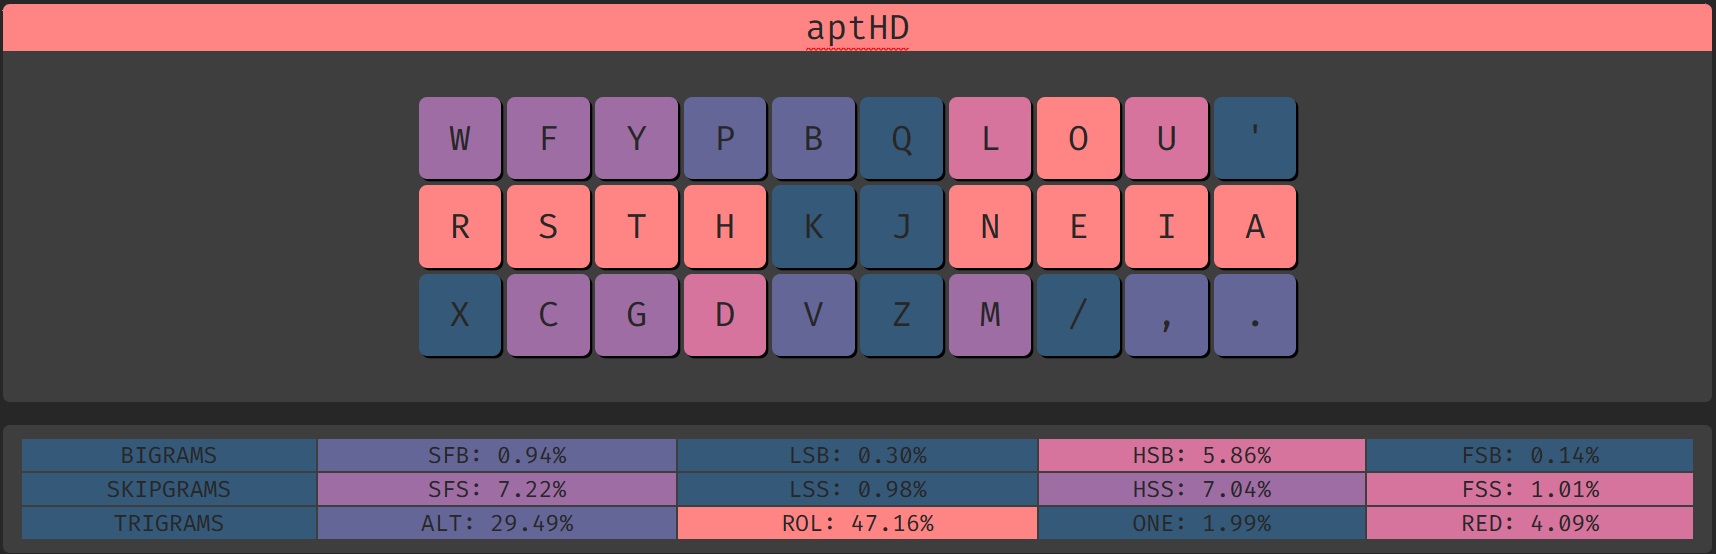 aptHD
W F Y P B Q L O U '
R S T H K J N E I A
X C G D V Z M / , .
BIGRAMS SFB: 0.94% LSB: 0.30% HSB: 5.86% FSB: 0.14%
SKIPGRAMS SFS: 7.22% LSS: 0.98% HSS: 7.04% FSS: 1.01%
TRIGRAMS ALT: 29.49% ROL: 47.16% ONE: 1.99% RED: 4.09%